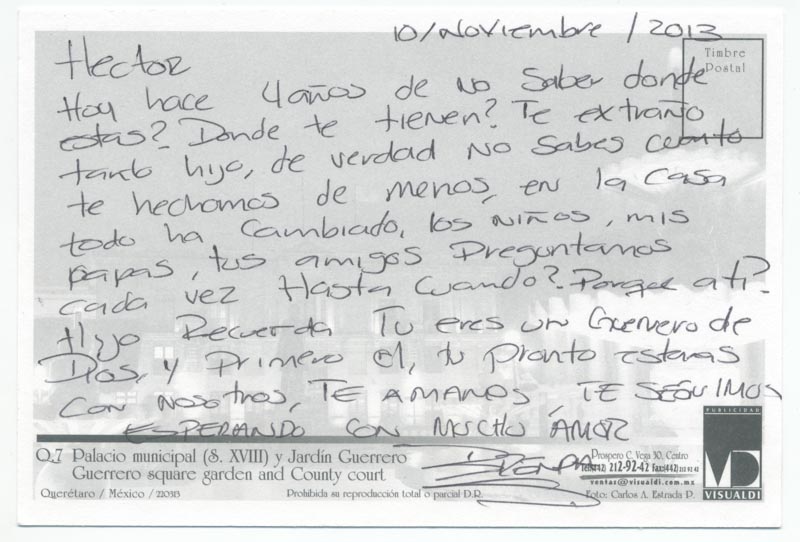 10/Noviembre / 2013
Timbre
Postal
Hector
Hoy hace 4 años de no saber donde
estas? Donde te tienen? Te extraño
tanto hijo, de verdad no sabes cuanto
te hechamos de menos, en la casa
todo ha cambiado, los niños, mis
papas, tus amigos Preguntamos
cada vez Hasta cuando? Porque a ti?
Hijo Recuerda Tu eres un Guerrero de
Dios, y Primero el, tu pronto estaras
con nosotros, TE AMAMOS, TE SEGUIMOS
ESPERANDO CON MUCHO AMOR
BRENDA
Q.7 Palacio municipal (S. XVIII) y Jardín Guerrero
Guerrero square garden and County court
Querétaro / México / 220313
Prohibida su reproducción total o parcial D.R.
Prospero C. Vega 30, Centro
Tels(442) 212-92-42 Fax(442)212 92 42
ventas@visualdi.com.mx
Foto: Carlos A. Estrada P.
PUBLICIDAD
VD
VISUALDI